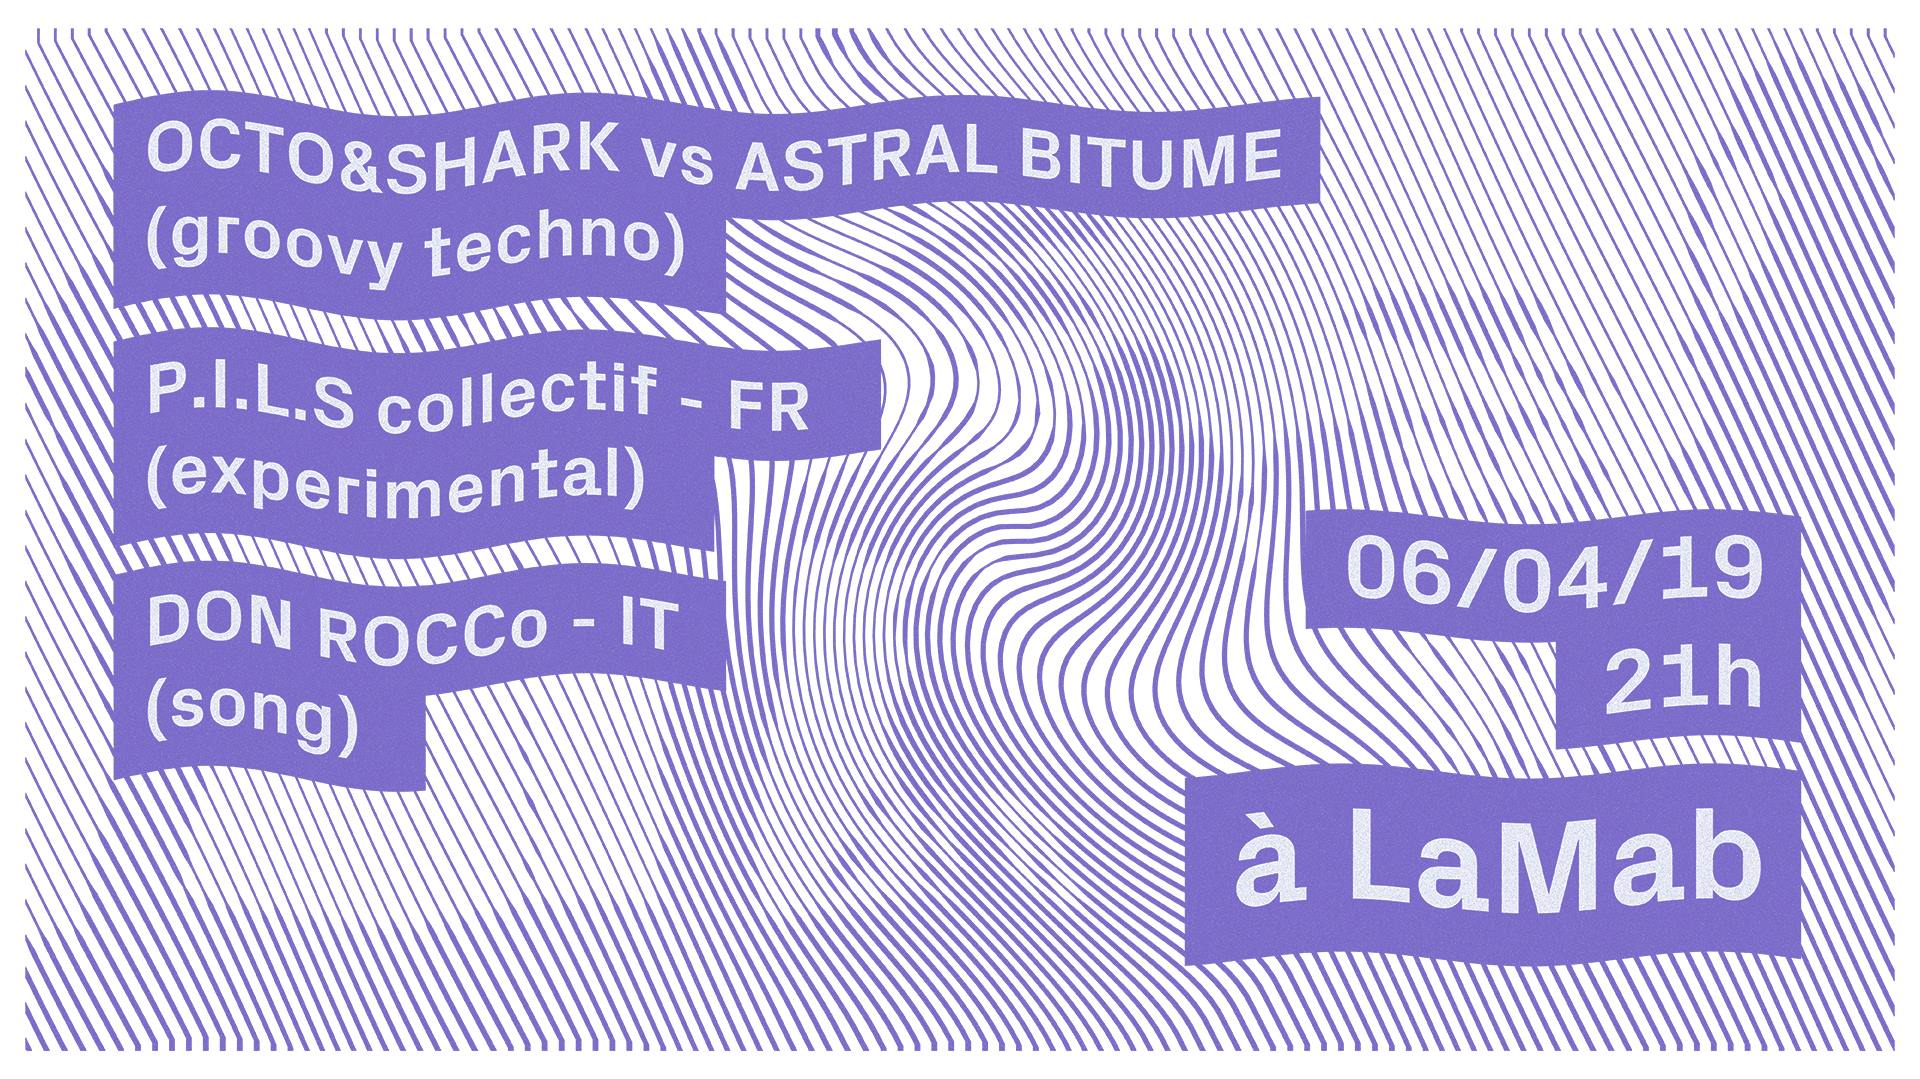 OCTO&SHARK vs ASTRAL BITUME
(groovy techno)
P.I.L.S collectif - FR
(experimental)
DON ROCCo - IT
(song)
06/04/19
21h
à LaMab